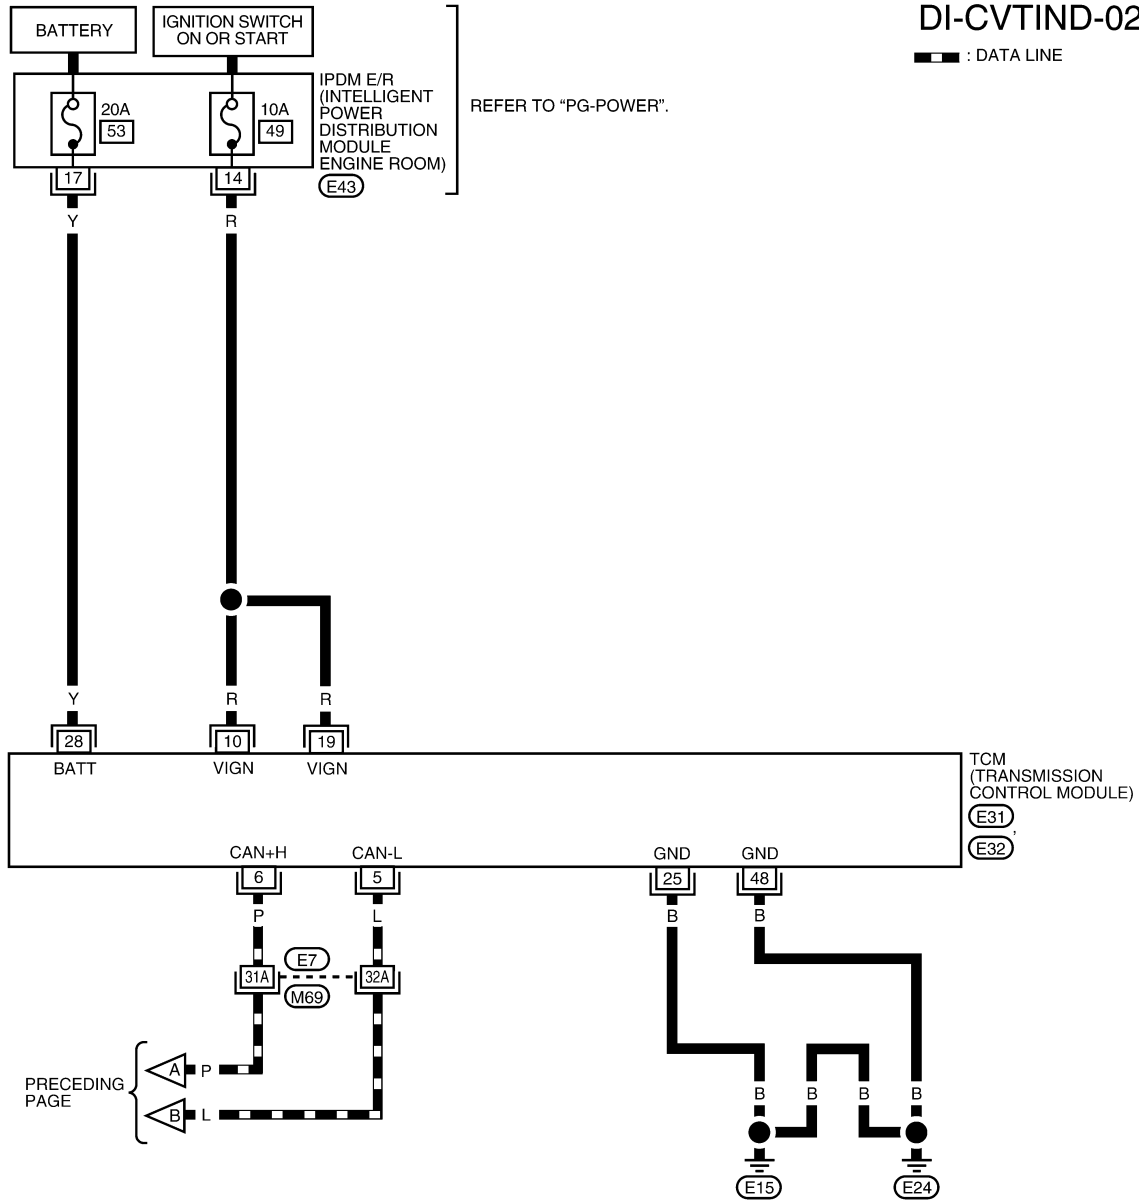 DI-CVTIND-02
: DATA LINE
BATTERY
IGNITION SWITCH
ON OR START
IPDM E/R
(INTELLIGENT
POWER
DISTRIBUTION
MODULE
ENGINE ROOM)
E43
REFER TO “PG-POWER”.
20A
53
10A
49
17
14
Y
R
Y
R
R
28
10
19
BATT
VIGN
VIGN
TCM
(TRANSMISSION
CONTROL MODULE)
E31
,
E32
CAN+H
CAN-L
GND
GND
6
5
25
48
P
L
B
B
31A
E7
32A
M69
PRECEDING
PAGE
A
P
B
L
B
B
B
B
E15
E24